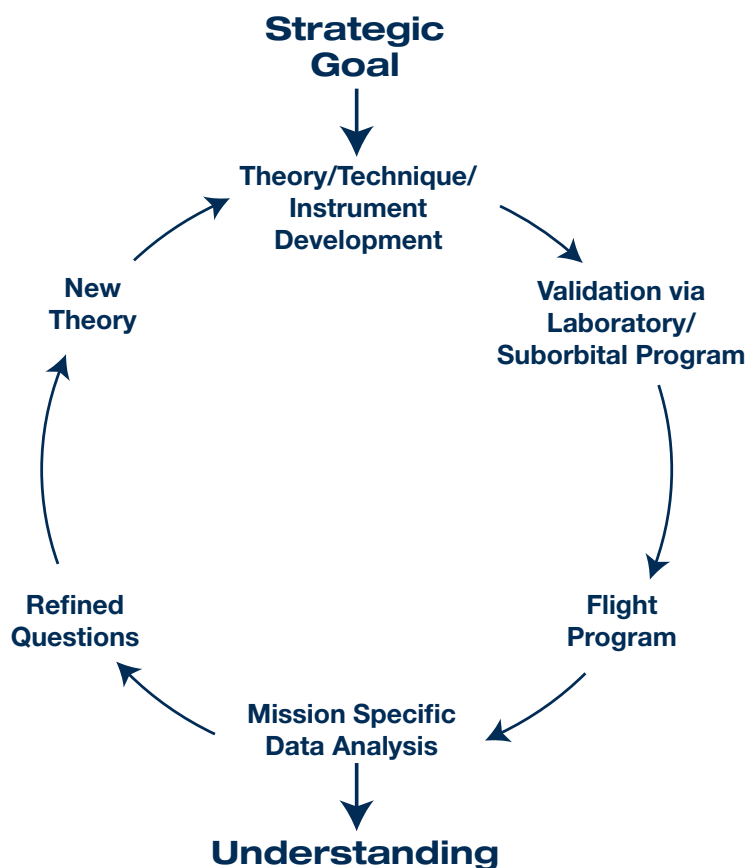 Strategic
Goal
Theory/Technique/
Instrument
Development
Validation via
Laboratory/
Suborbital Program
Flight
Program
Mission Specific
Data Analysis
Understanding
Refined
Questions
New
Theory